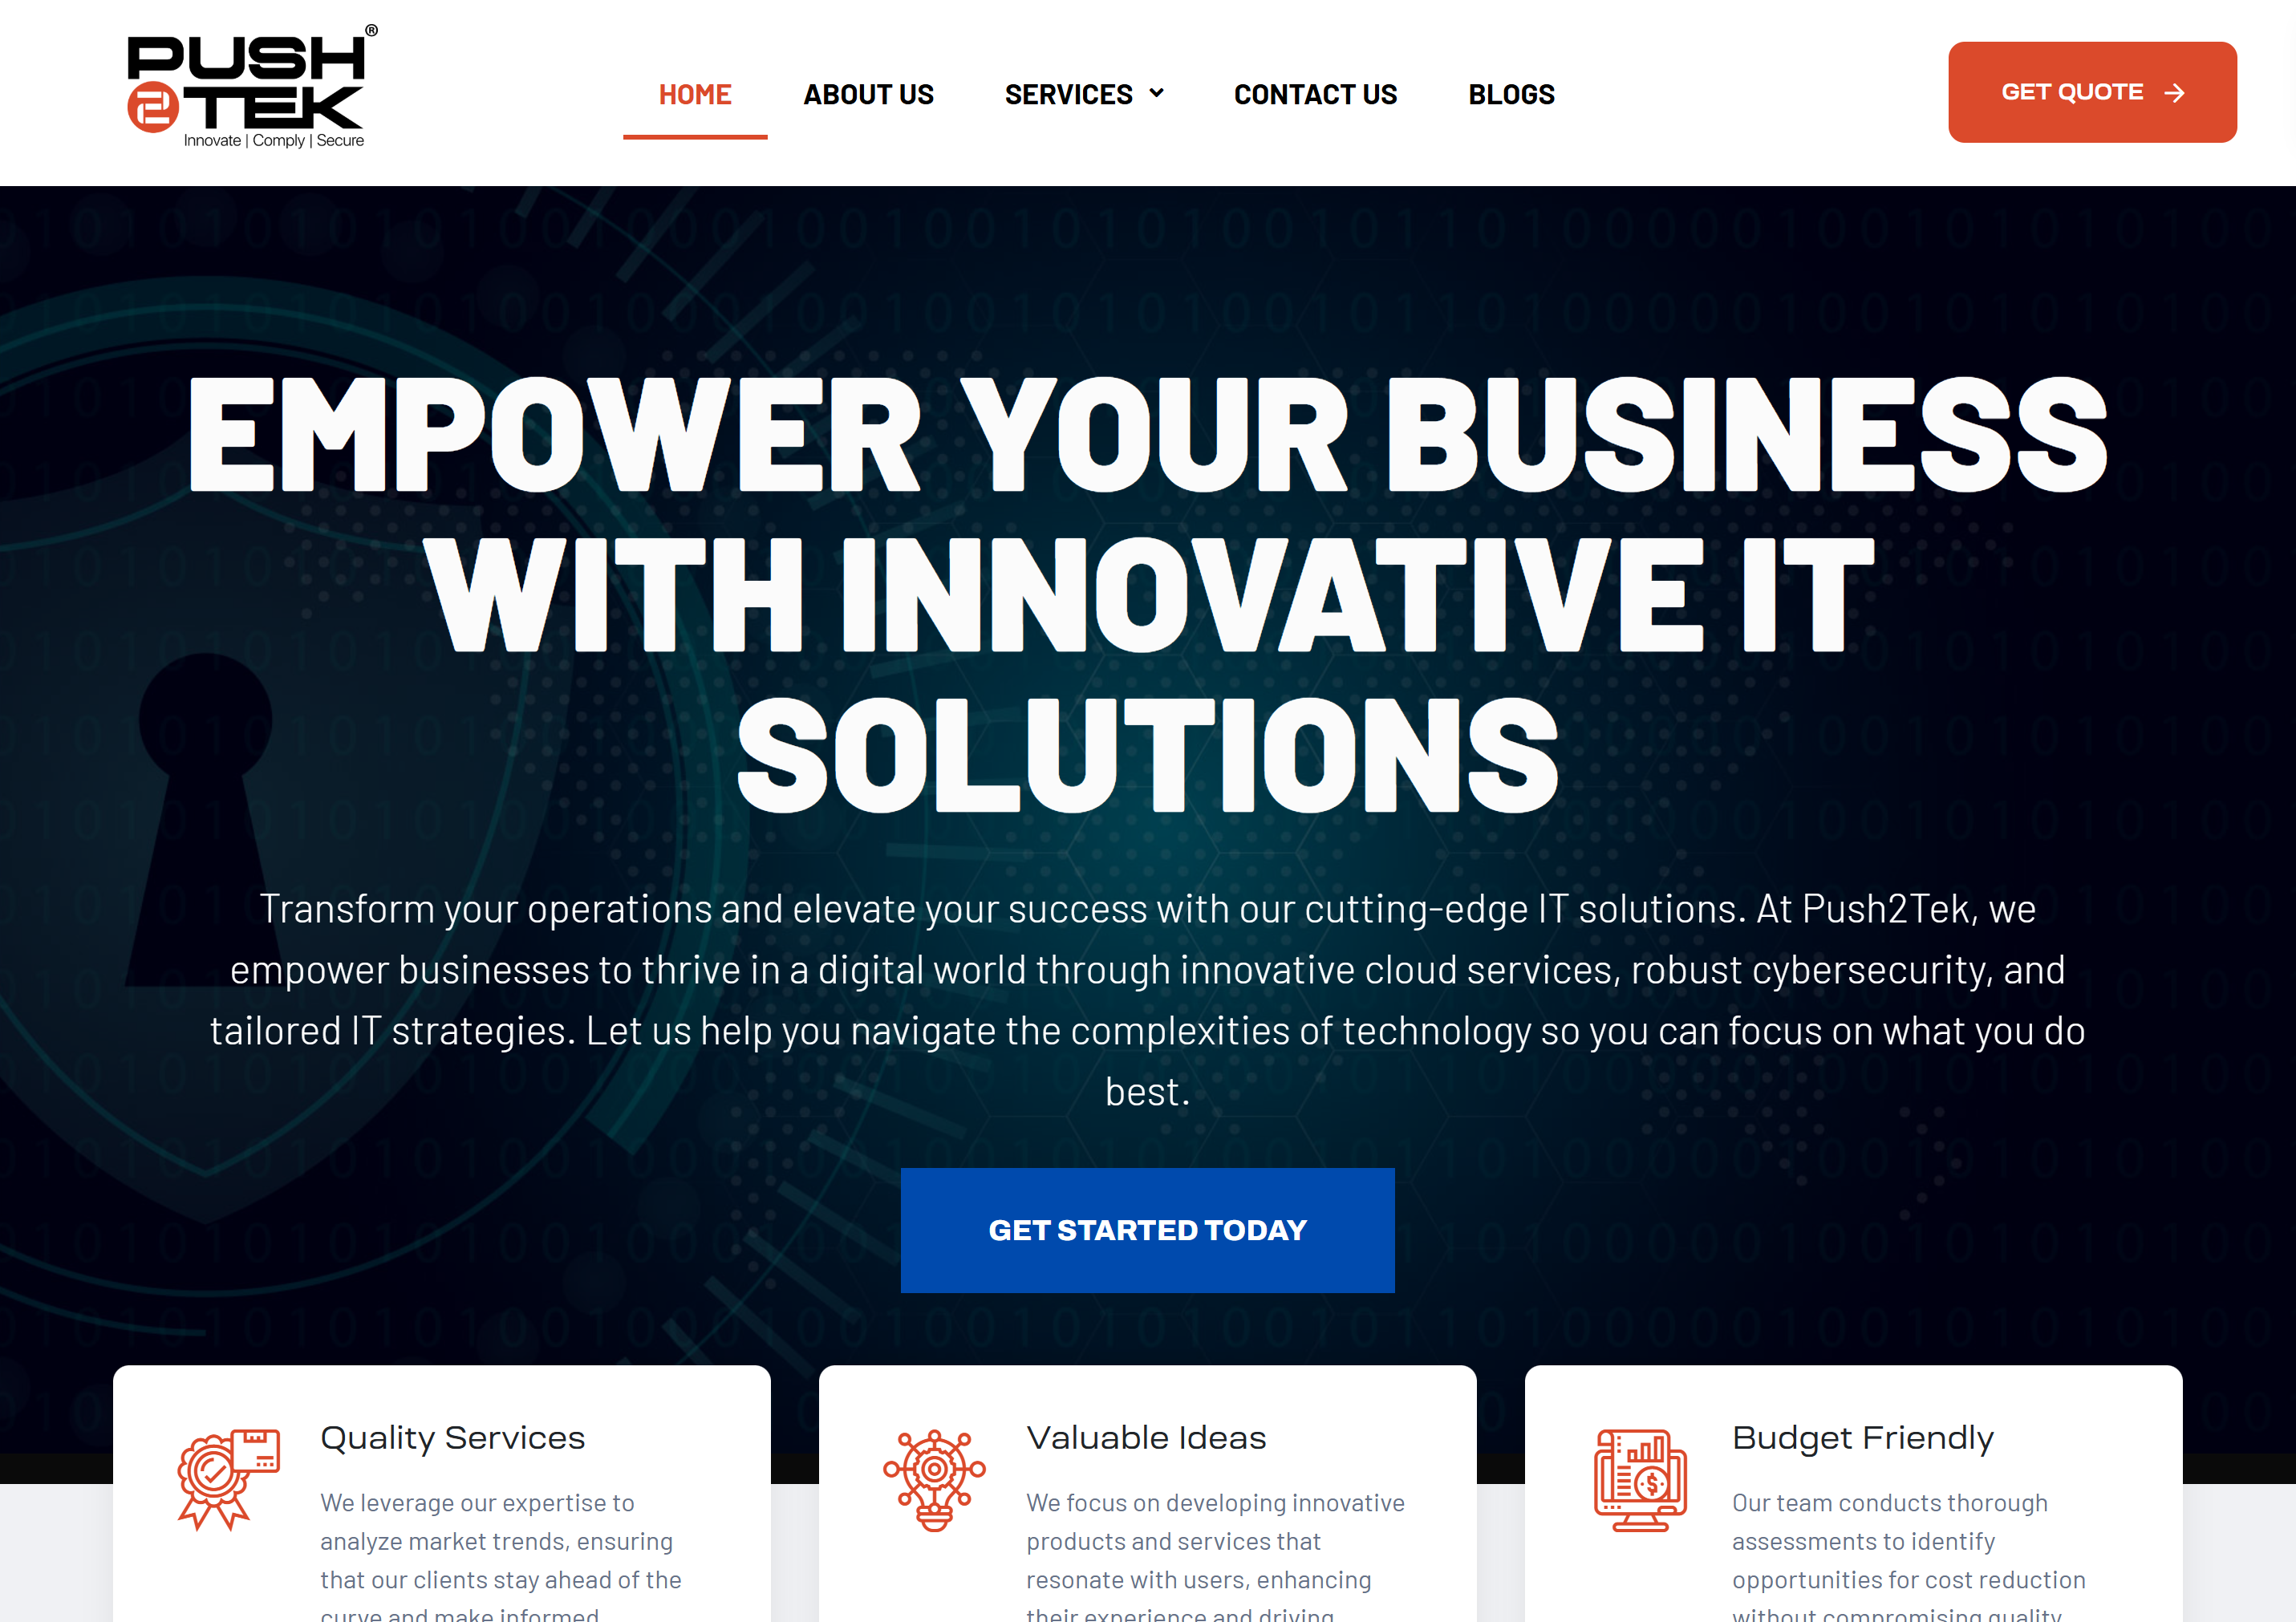 PUSH®
2TEK
Innovate | Comply | Secure
HOME ABOUT US SERVICES CONTACT US BLOGS
GET QUOTE
EMPOWER YOUR BUSINESS
WITH INNOVATIVE IT
SOLUTIONS
Transform your operations and elevate your success with our cutting-edge IT solutions. At Push2Tek, we
empower businesses to thrive in a digital world through innovative cloud services, robust cybersecurity, and
tailored IT strategies. Let us help you navigate the complexities of technology so you can focus on what you do
best.
GET STARTED TODAY
Quality Services
We leverage our expertise to
analyze market trends, ensuring
that our clients stay ahead of the
curve and make informed
Valuable Ideas
We focus on developing innovative
products and services that
resonate with users, enhancing
their experience and driving
Budget Friendly
Our team conducts thorough
assessments to identify
opportunities for cost reduction
without compromising quality